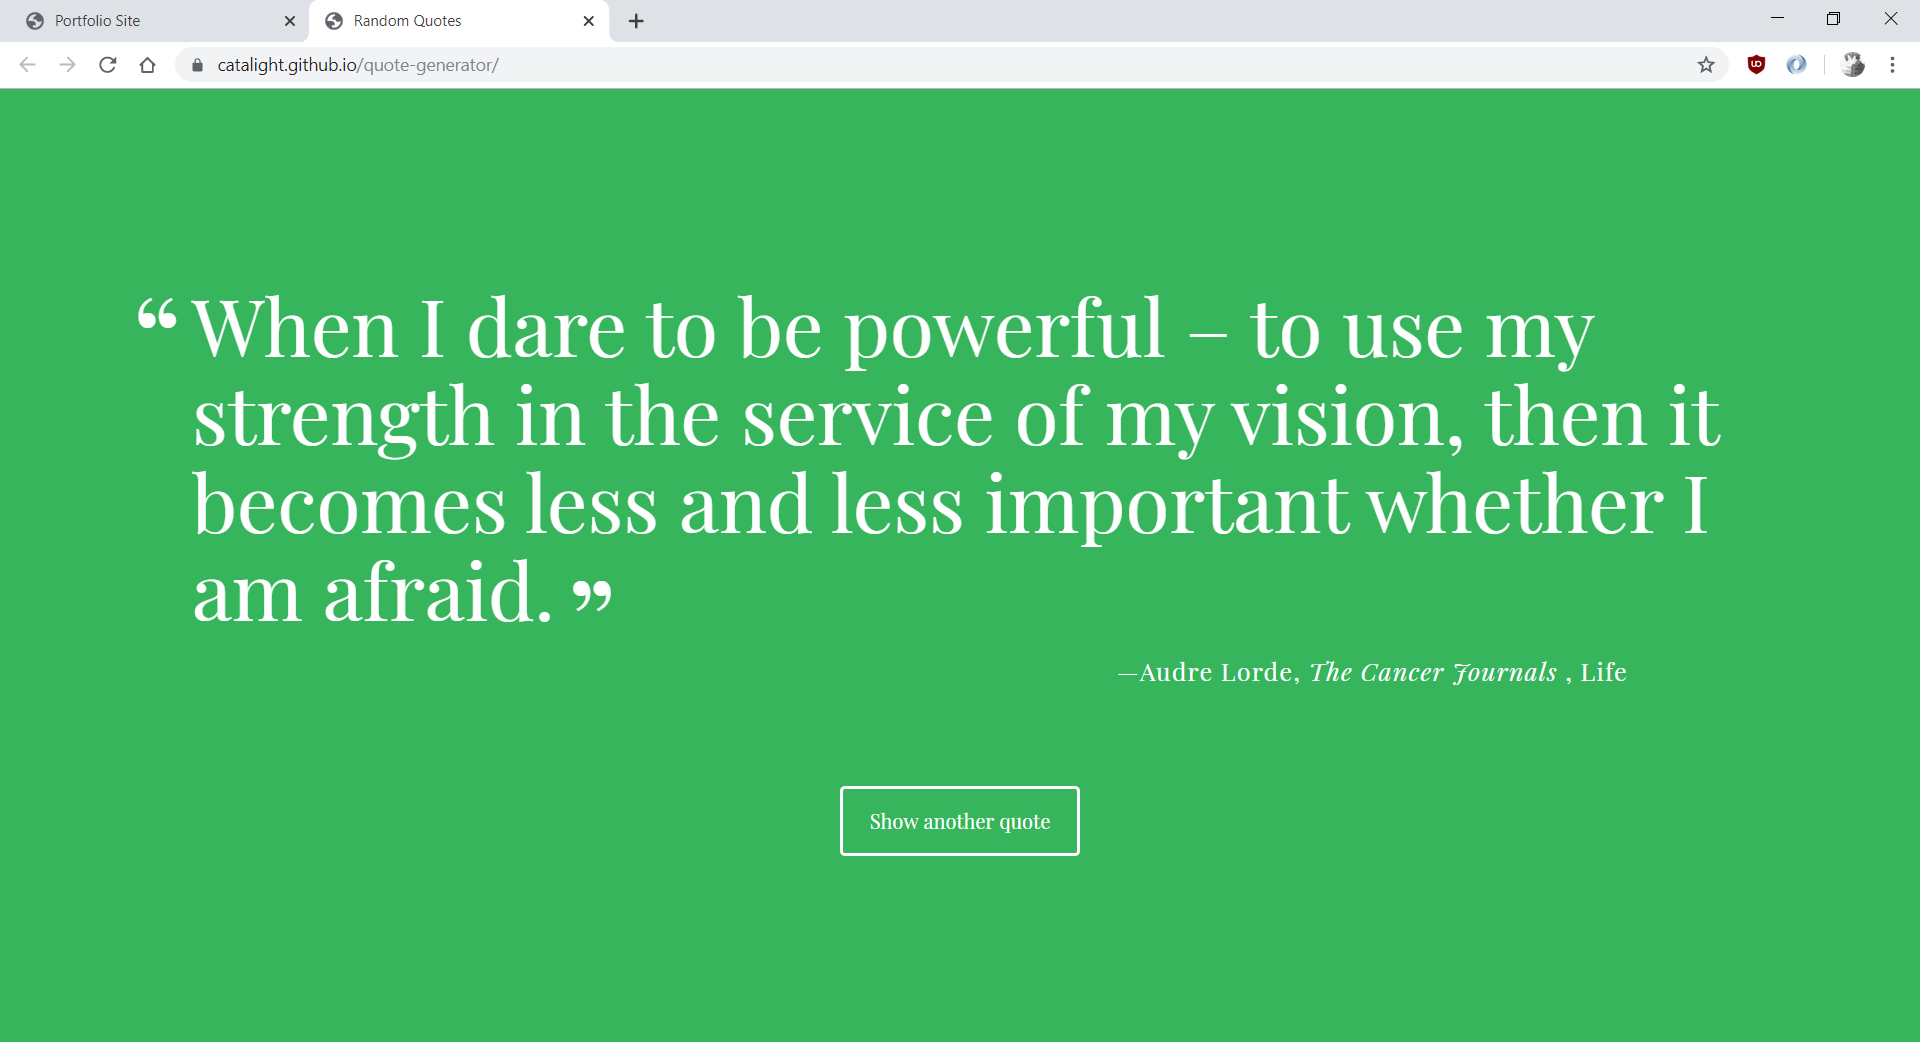 Portfolio Site
Random Quotes
catalight.github.io/quote-generator/
“ When I dare to be powerful – to use my
strength in the service of my vision, then it
becomes less and less important whether I
am afraid. ”
—Audre Lorde, The Cancer Journals , Life
Show another quote